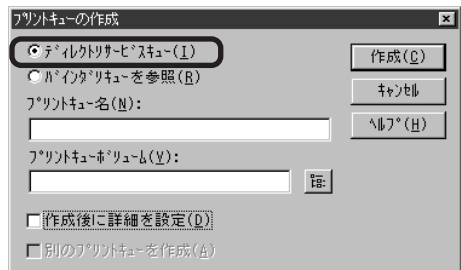 プリントキューの作成
ディレクトリサービスキュー(I)
バインダリキューを参照(R)
プリントキュー名(N):
プリントキューボリューム(V):
作成後に詳細を設定(D)
別のプリントキューを作成(A)
作成(C)
キャンセル
ヘルプ(H)